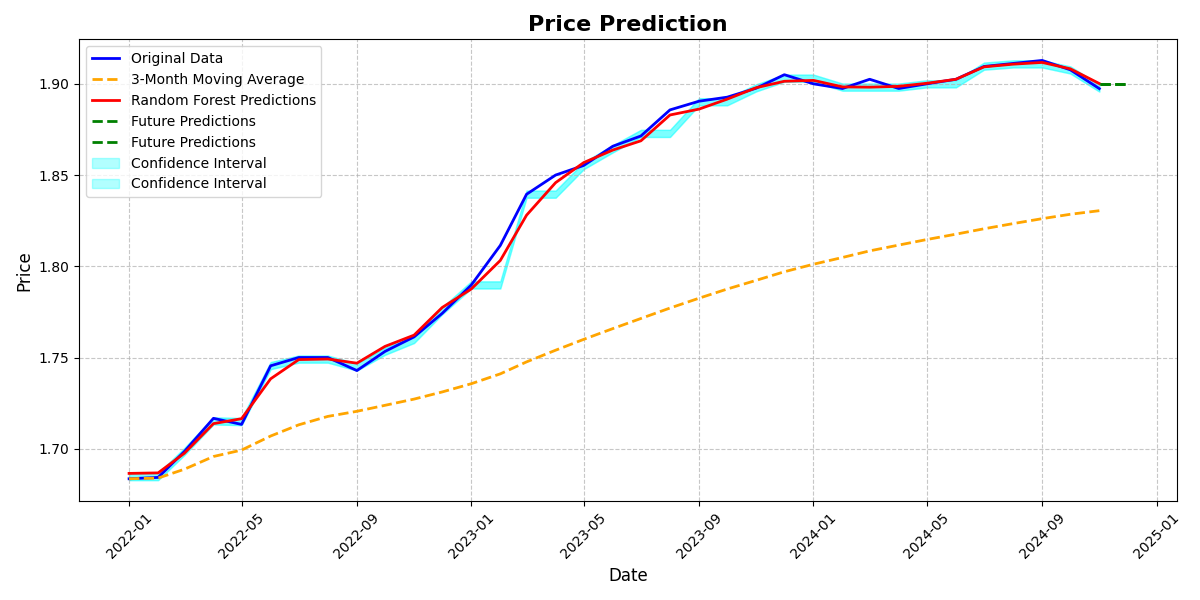 Price Prediction
Original Data
3-Month Moving Average
Random Forest Predictions
Future Predictions
Future Predictions
Confidence Interval
Confidence Interval
Price
1.90
1.85
1.80
1.75
1.70
2022-01
2022-05
2022-09
2023-01
2023-05
2023-09
2024-01
2024-05
2024-09
2025-01
Date